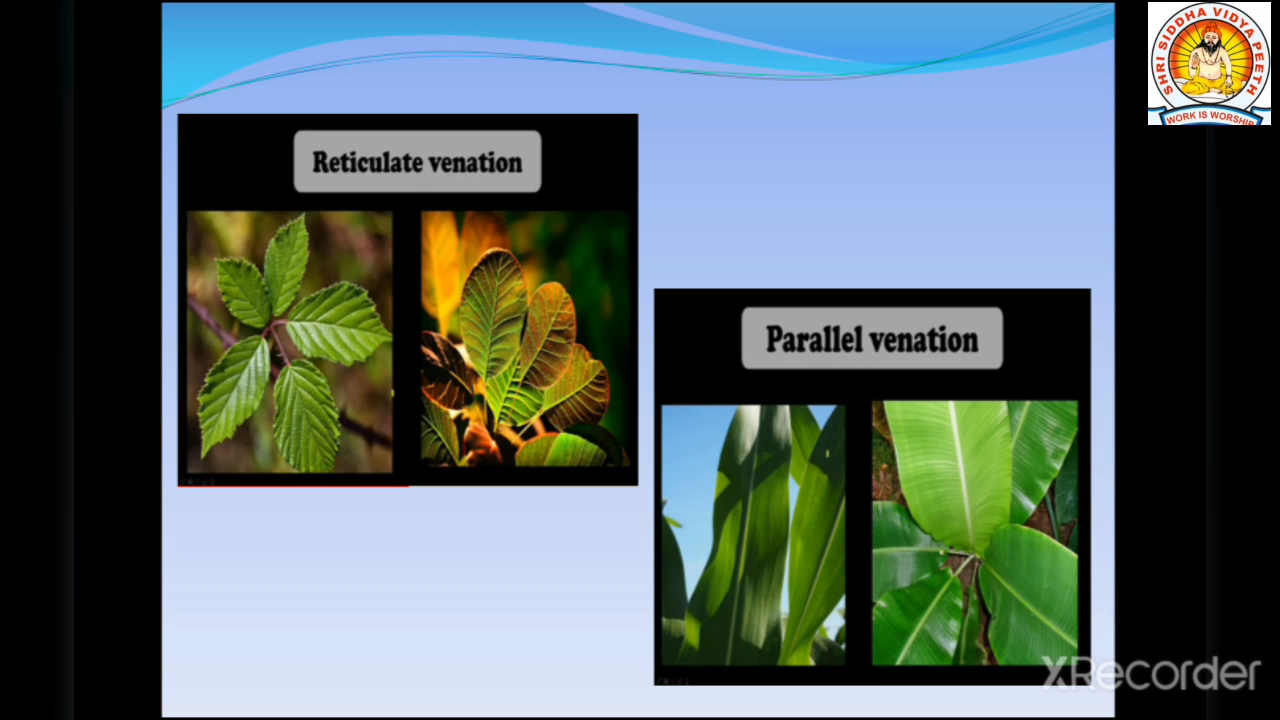 SHRI SIDDHA VIDYA PEETH
WORK IS WORSHIP
Reticulate venation
Parallel venation
XRecorder